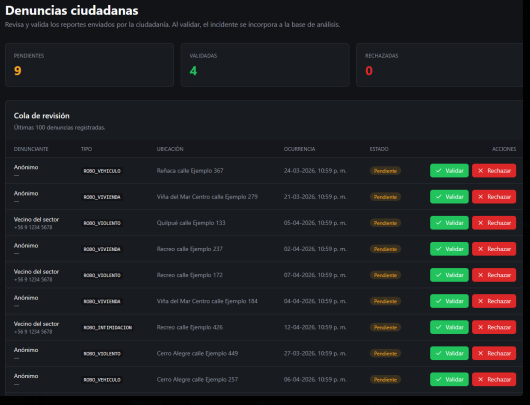 Denuncias ciudadanas
Revisa y valida los reportes enviados por la ciudadanía. Al validar, el incidente se incorpora a la base de análisis.
PENDIENTES VALIDADAS RECHAZADAS
9 4 0
Cola de revisión
Últimas 100 denuncias registradas.
DENUNCIANTE TIPO UBICACIÓN OCURRENCIA ESTADO ACCIONES
Anónimo
— ROBO_VEHICULO Reñaca calle Ejemplo 367 24-03-2026, 10:59 p. m. Pendiente Validar Rechazar
Anónimo
— ROBO_VIVIENDA Viña del Mar Centro calle Ejemplo 279 21-03-2026, 10:59 p. m. Pendiente Validar Rechazar
Vecino del sector
+56 9 1234 5678 ROBO_VIOLENTO Quilpué calle Ejemplo 133 05-04-2026, 10:59 p. m. Pendiente Validar Rechazar
Anónimo
— ROBO_VIVIENDA Recreo calle Ejemplo 237 02-04-2026, 10:59 p. m. Pendiente Validar Rechazar
Vecino del sector
+56 9 1234 5678 ROBO_VIOLENTO Recreo calle Ejemplo 172 07-04-2026, 10:59 p. m. Pendiente Validar Rechazar
Anónimo
— ROBO_VIVIENDA Viña del Mar Centro calle Ejemplo 184 04-04-2026, 10:59 p. m. Pendiente Validar Rechazar
Vecino del sector
+56 9 1234 5678 ROBO_INTIMIDACION Recreo calle Ejemplo 426 12-04-2026, 10:59 p. m. Pendiente Validar Rechazar
Anónimo
— ROBO_VIOLENTO Cerro Alegre calle Ejemplo 449 27-03-2026, 10:59 p. m. Pendiente Validar Rechazar
Anónimo
— ROBO_VEHICULO Cerro Alegre calle Ejemplo 257 06-04-2026, 10:59 p. m. Pendiente Validar Rechazar